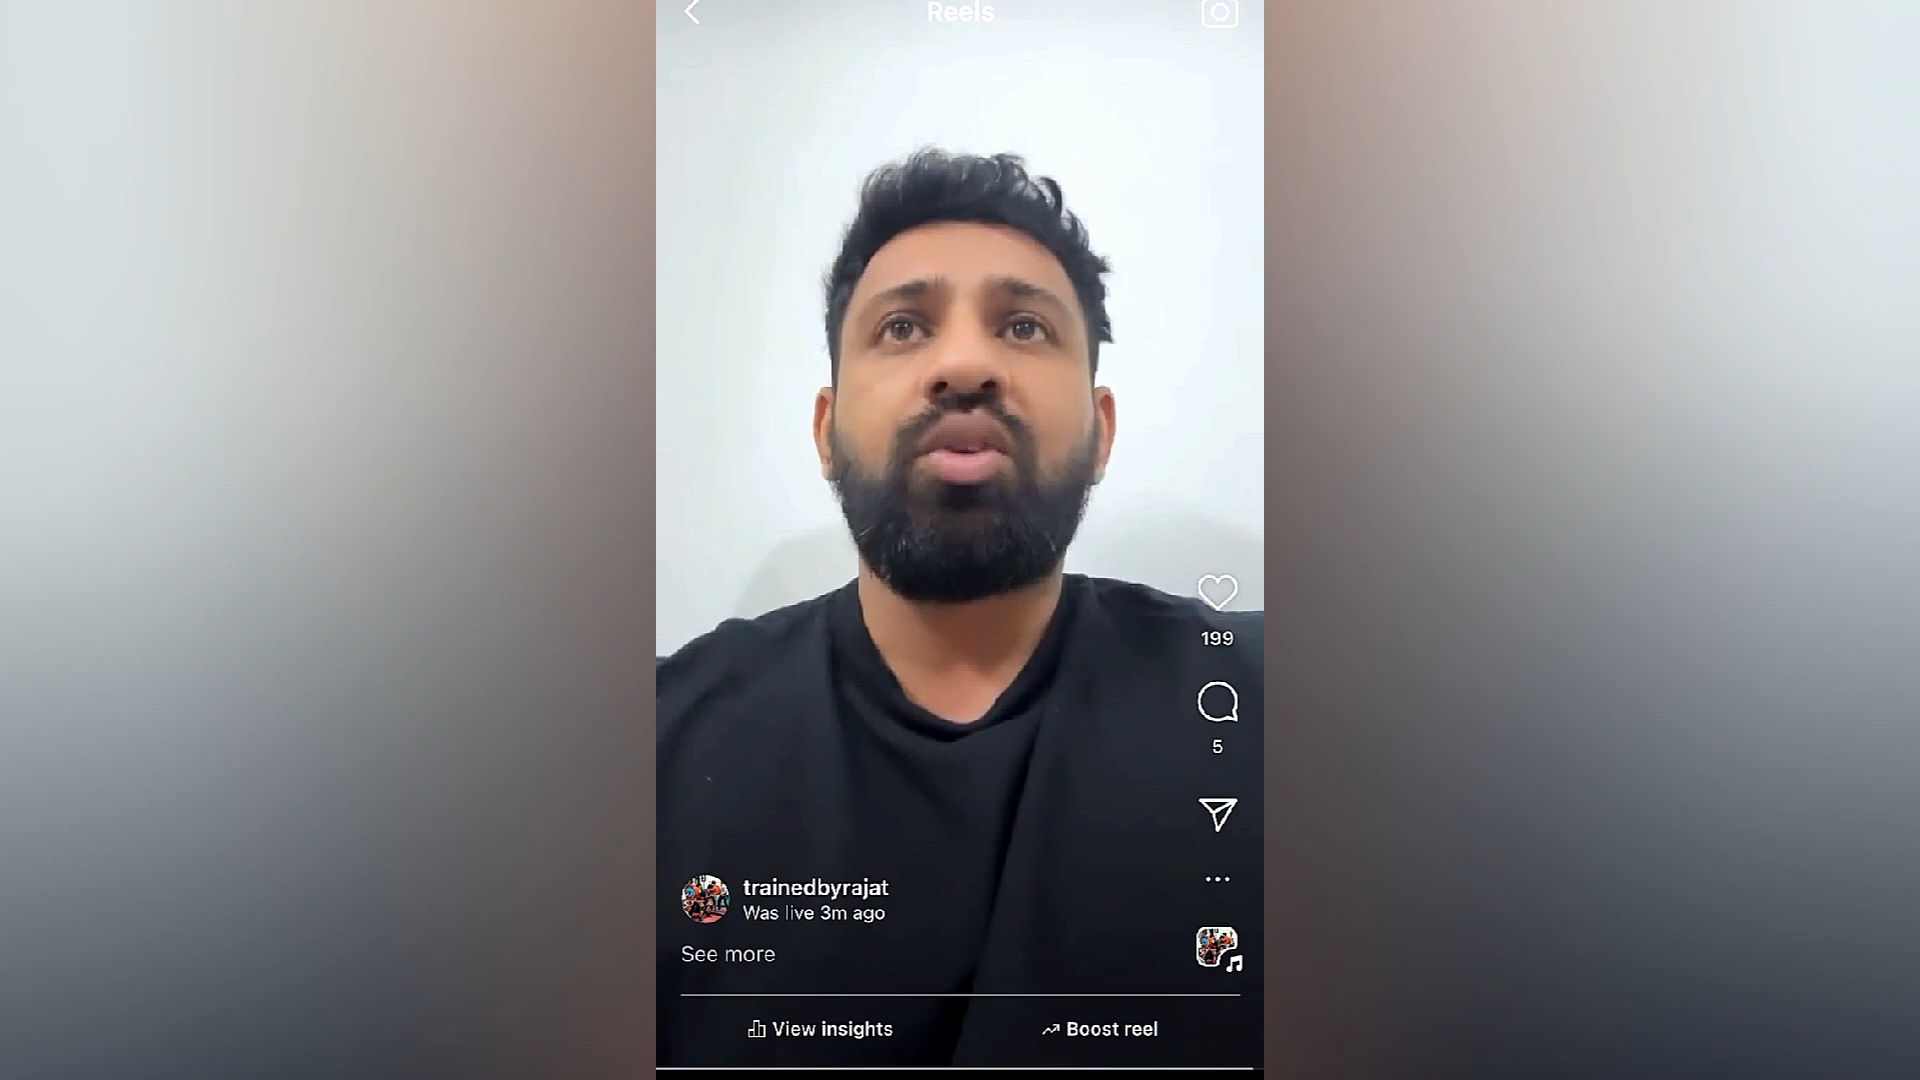 Reels
199
5
trainedbyrajat
Was live 3m ago
See more
View insights
Boost reel